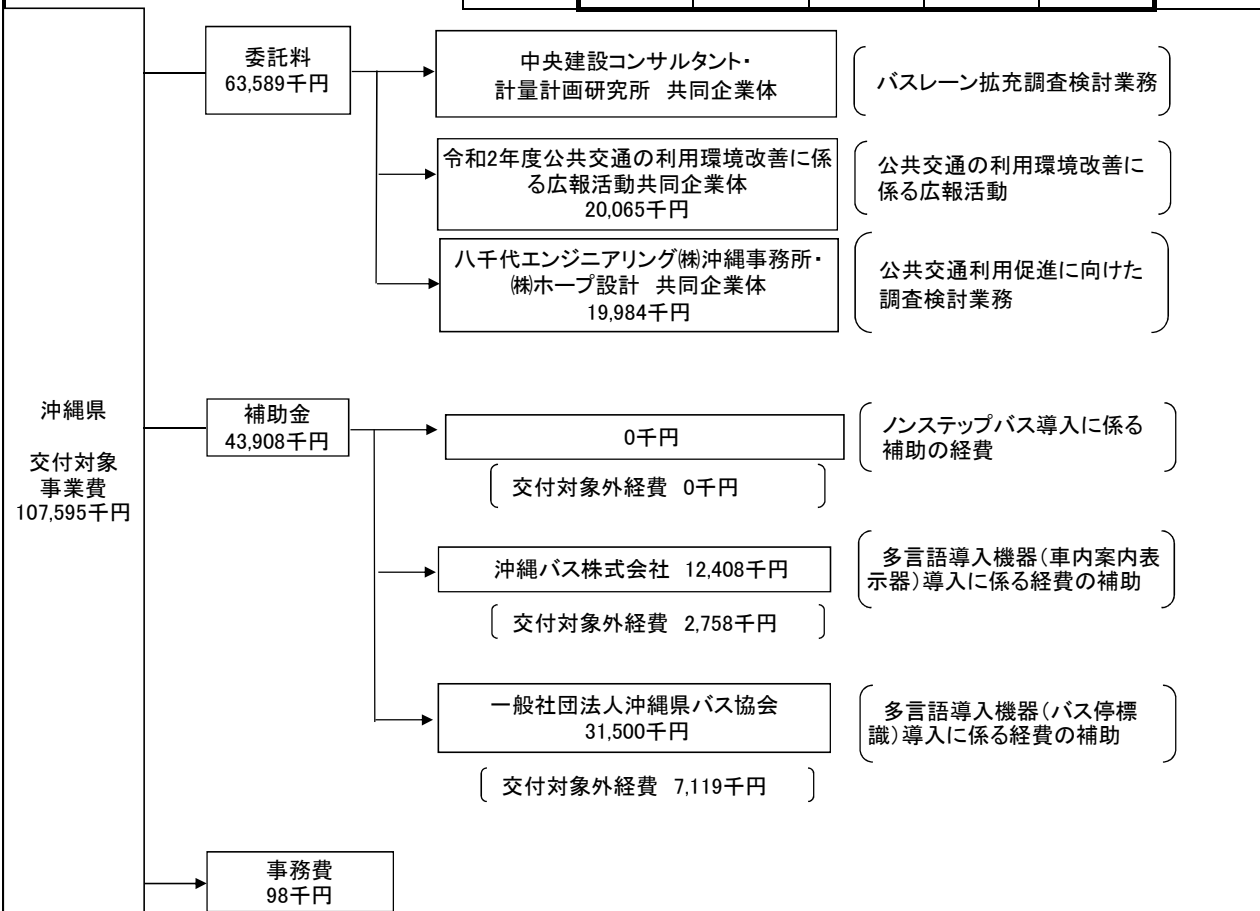 委託料
63,589千円
中央建設コンサルタント・
計量計画研究所　共同企業体
バスレーン拡充調査検討業務
令和2年度公共交通の利用環境改善に係
る広報活動共同企業体
20,065千円
公共交通の利用環境改善に
係る広報活動
八千代エンジニアリング㈱沖縄事務所・
㈱ホープ設計　共同企業体
19,984千円
公共交通利用促進に向けた
調査検討業務
沖縄県
交付対象
事業費
107,595千円
補助金
43,908千円
0千円
ノンステップバス導入に係る
補助の経費
交付対象外経費　0千円
沖縄バス株式会社　12,408千円
多言語導入機器（車内案内表
示器）導入に係る経費の補助
交付対象外経費　2,758千円
一般社団法人沖縄県バス協会
31,500千円
多言語導入機器（バス停標
識）導入に係る経費の補助
交付対象外経費　7,119千円
事務費
98千円